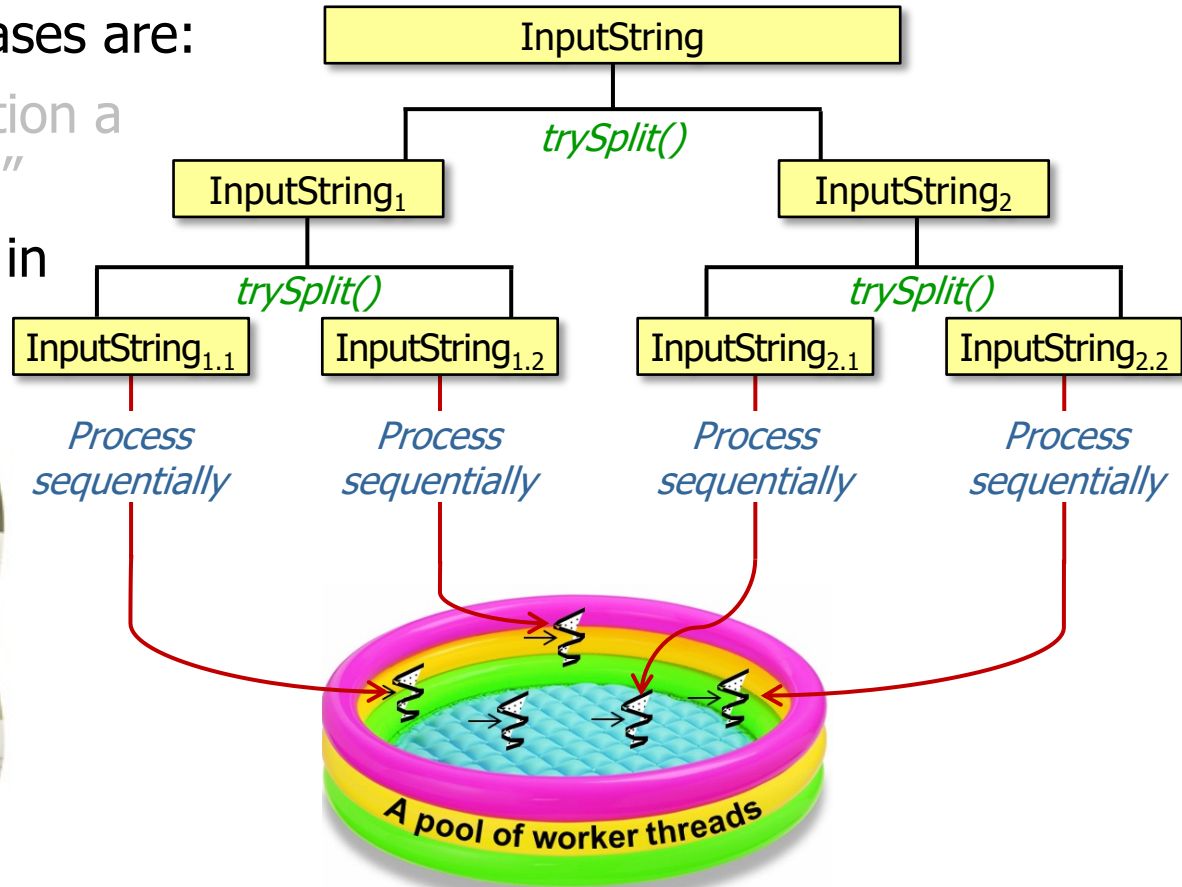 ases are:
tion a
"
in
InputString
trySplit()
InputString₁
InputString₂
trySplit()
trySplit()
InputString₁.₁
InputString₁.₂
InputString₂.₁
InputString₂.₂
Process
sequentially
Process
sequentially
Process
sequentially
Process
sequentially
A pool of worker threads